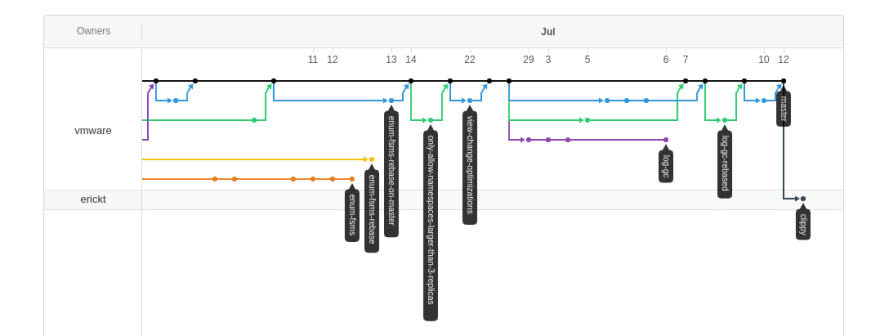 Owners
Jul
11 12 13 14 22 29 3 5 6 7 10 12
vmware
erickt
enum-fsms
enum-fsms-rebase
enum-fsms-rebase-on-master
only-allow-namespaces-larger-than-3-replicas
view-change-optimizations
log-gc
log-gc-rebased
master
clippy